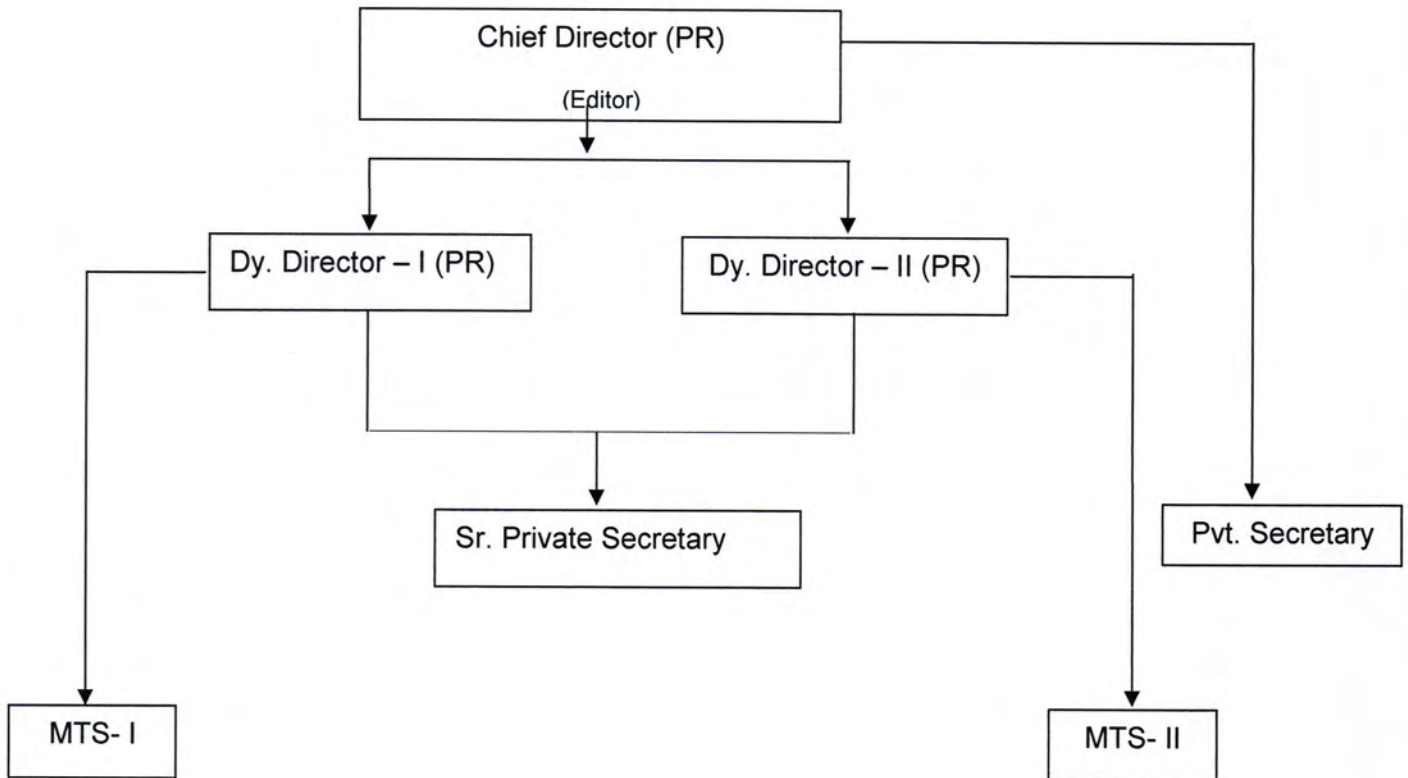 Chief Director (PR)
(Editor)
Dy. Director – I (PR)
Dy. Director – II (PR)
Sr. Private Secretary
Pvt. Secretary
MTS- I
MTS- II